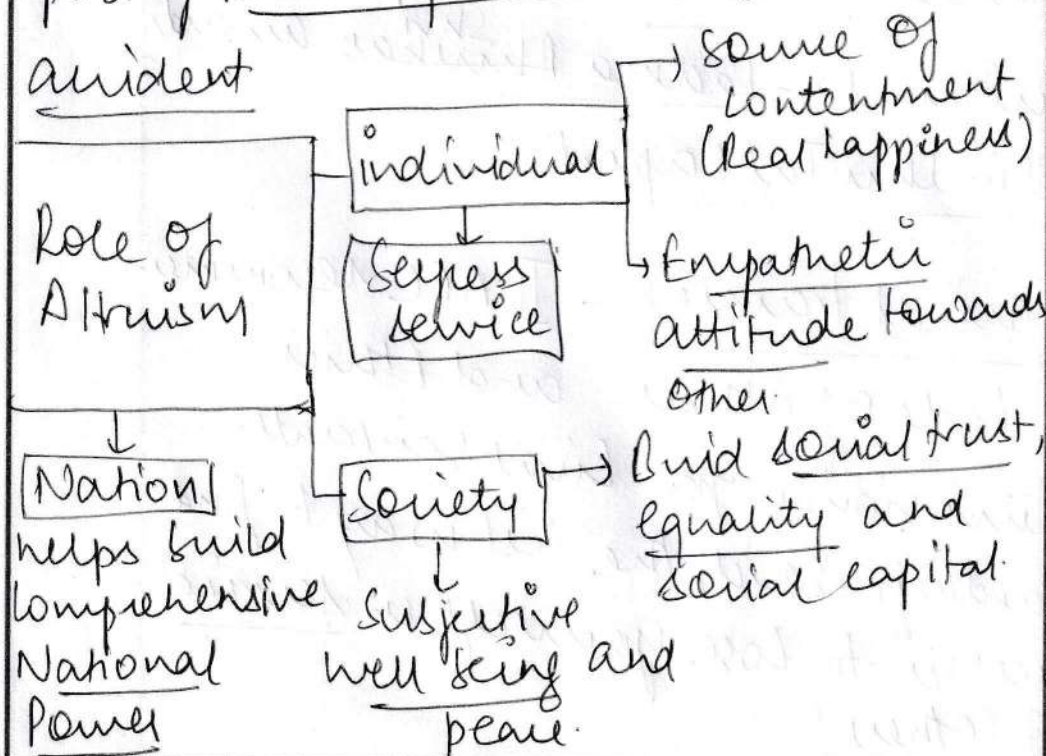 accident
individual
source of
contentment
(Real happiness)
Role of
Altruism
Selfless
service
Empathetic
attitude towards
other.
Nation
helps build
comprehensive
National
Power
Society
Subjective
well being and
peace.
Build social trust,
equality and
social capital.